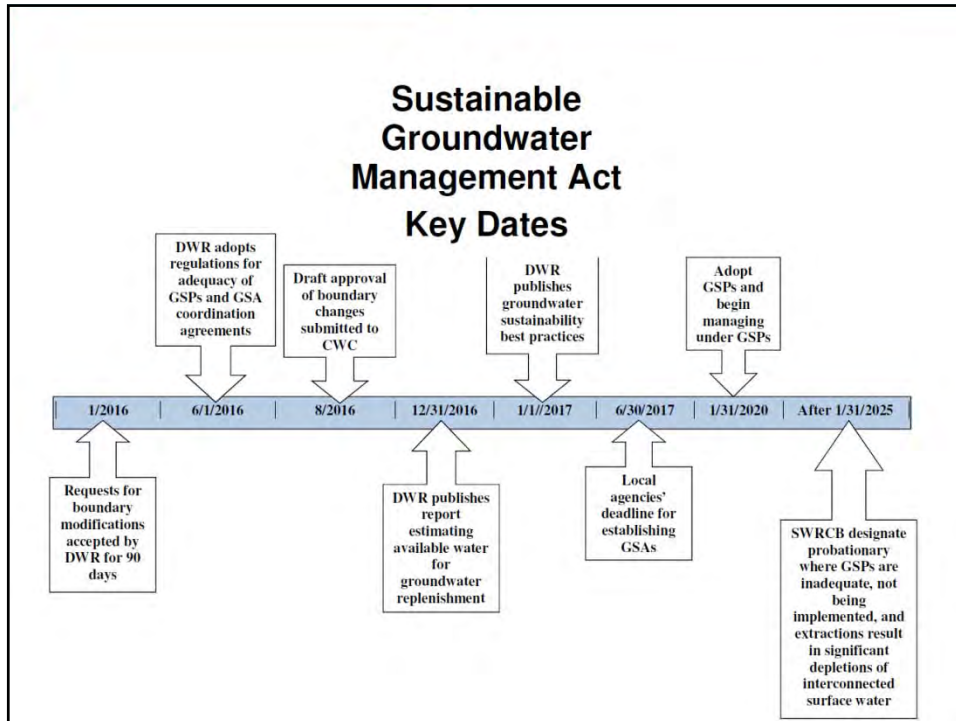 Sustainable
Groundwater
Management Act
Key Dates
DWR adopts
regulations for
adequacy of
GSPs and GSA
coordination
agreements
Draft approval
of boundary
changes
submitted to
CWC
DWR
publishes
groundwater
sustainability
best practices
Adopt
GSPs and
begin
managing
under GSPs
1/2016
6/1/2016
8/2016
12/31/2016
1/1//2017
6/30/2017
1/31/2020
After 1/31/2025
Requests for
boundary
modifications
accepted by
DWR for 90
days
DWR publishes
report
estimating
available water
for
groundwater
replenishment
Local
agencies’
deadline for
establishing
GSAs
SWRCB designate
probationary
where GSPs are
inadequate, not
being
implemented, and
extractions result
in significant
depletions of
interconnected
surface water